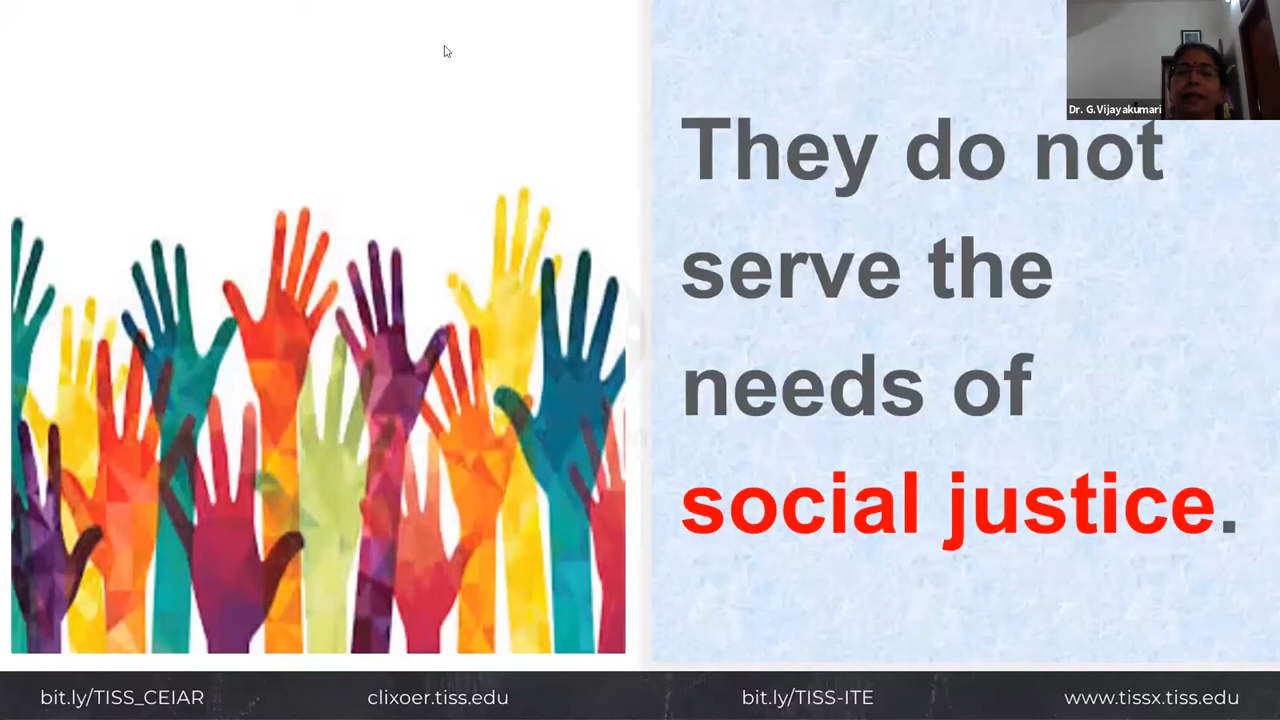 Dr. G.Vijayakumari
They do not
serve the
needs of
social justice.
bit.ly/TISS_CEIAR
clixoer.tiss.edu
bit.ly/TISS-ITE
www.tissx.tiss.edu